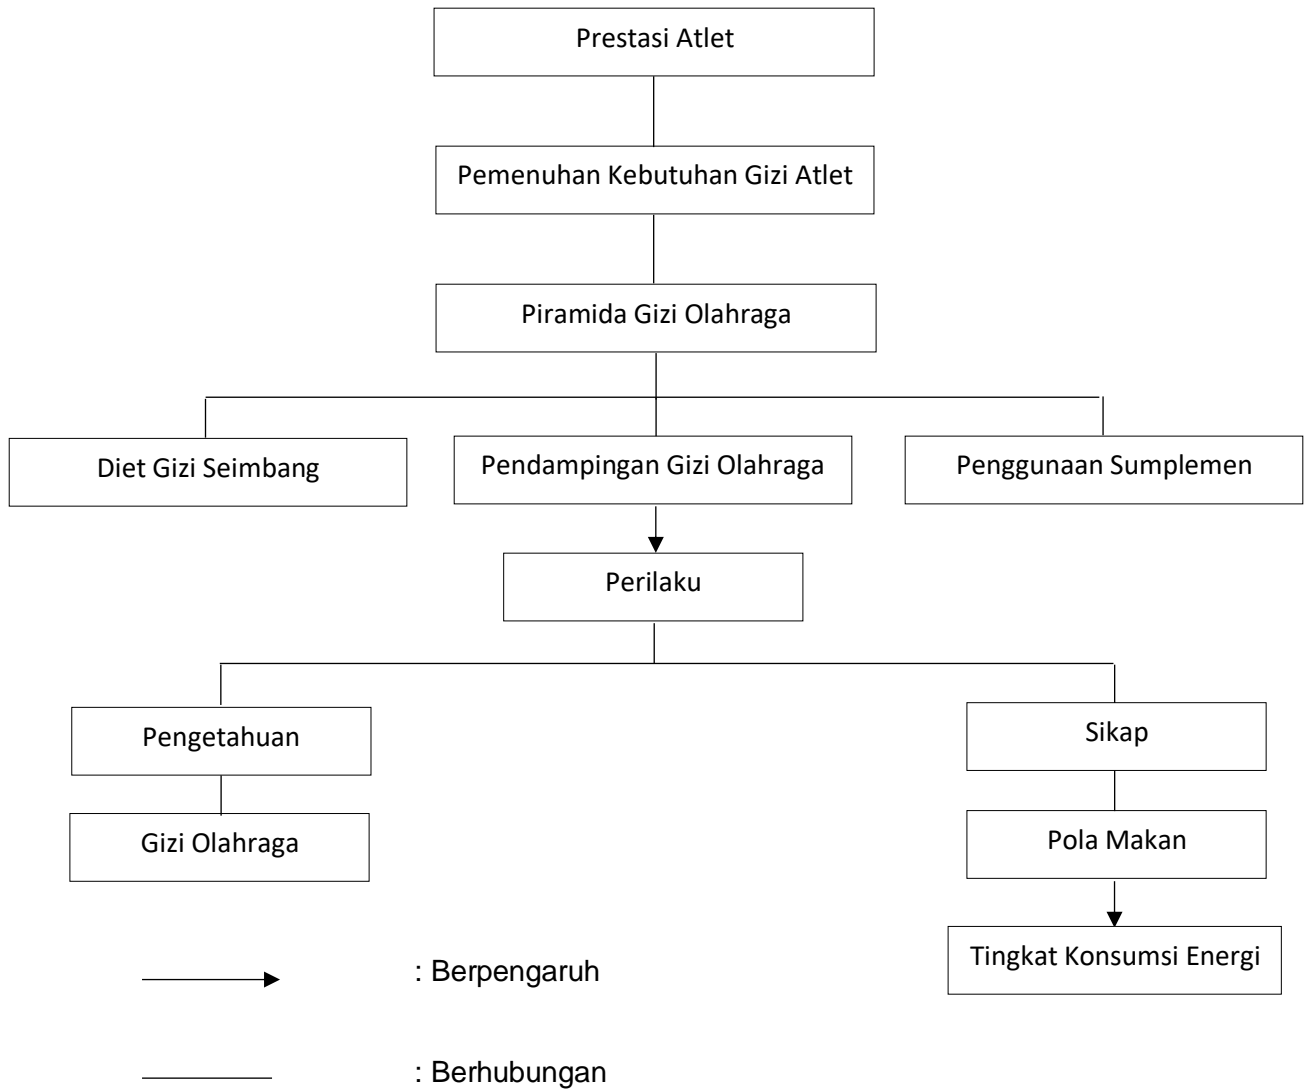 Prestasi Atlet
Pemenuhan Kebutuhan Gizi Atlet
Piramida Gizi Olahraga
Diet Gizi Seimbang
Pendampingan Gizi Olahraga
Penggunaan Sumplemen
Perilaku
Pengetahuan
Sikap
Gizi Olahraga
Pola Makan
Tingkat Konsumsi Energi
: Berpengaruh
: Berhubungan